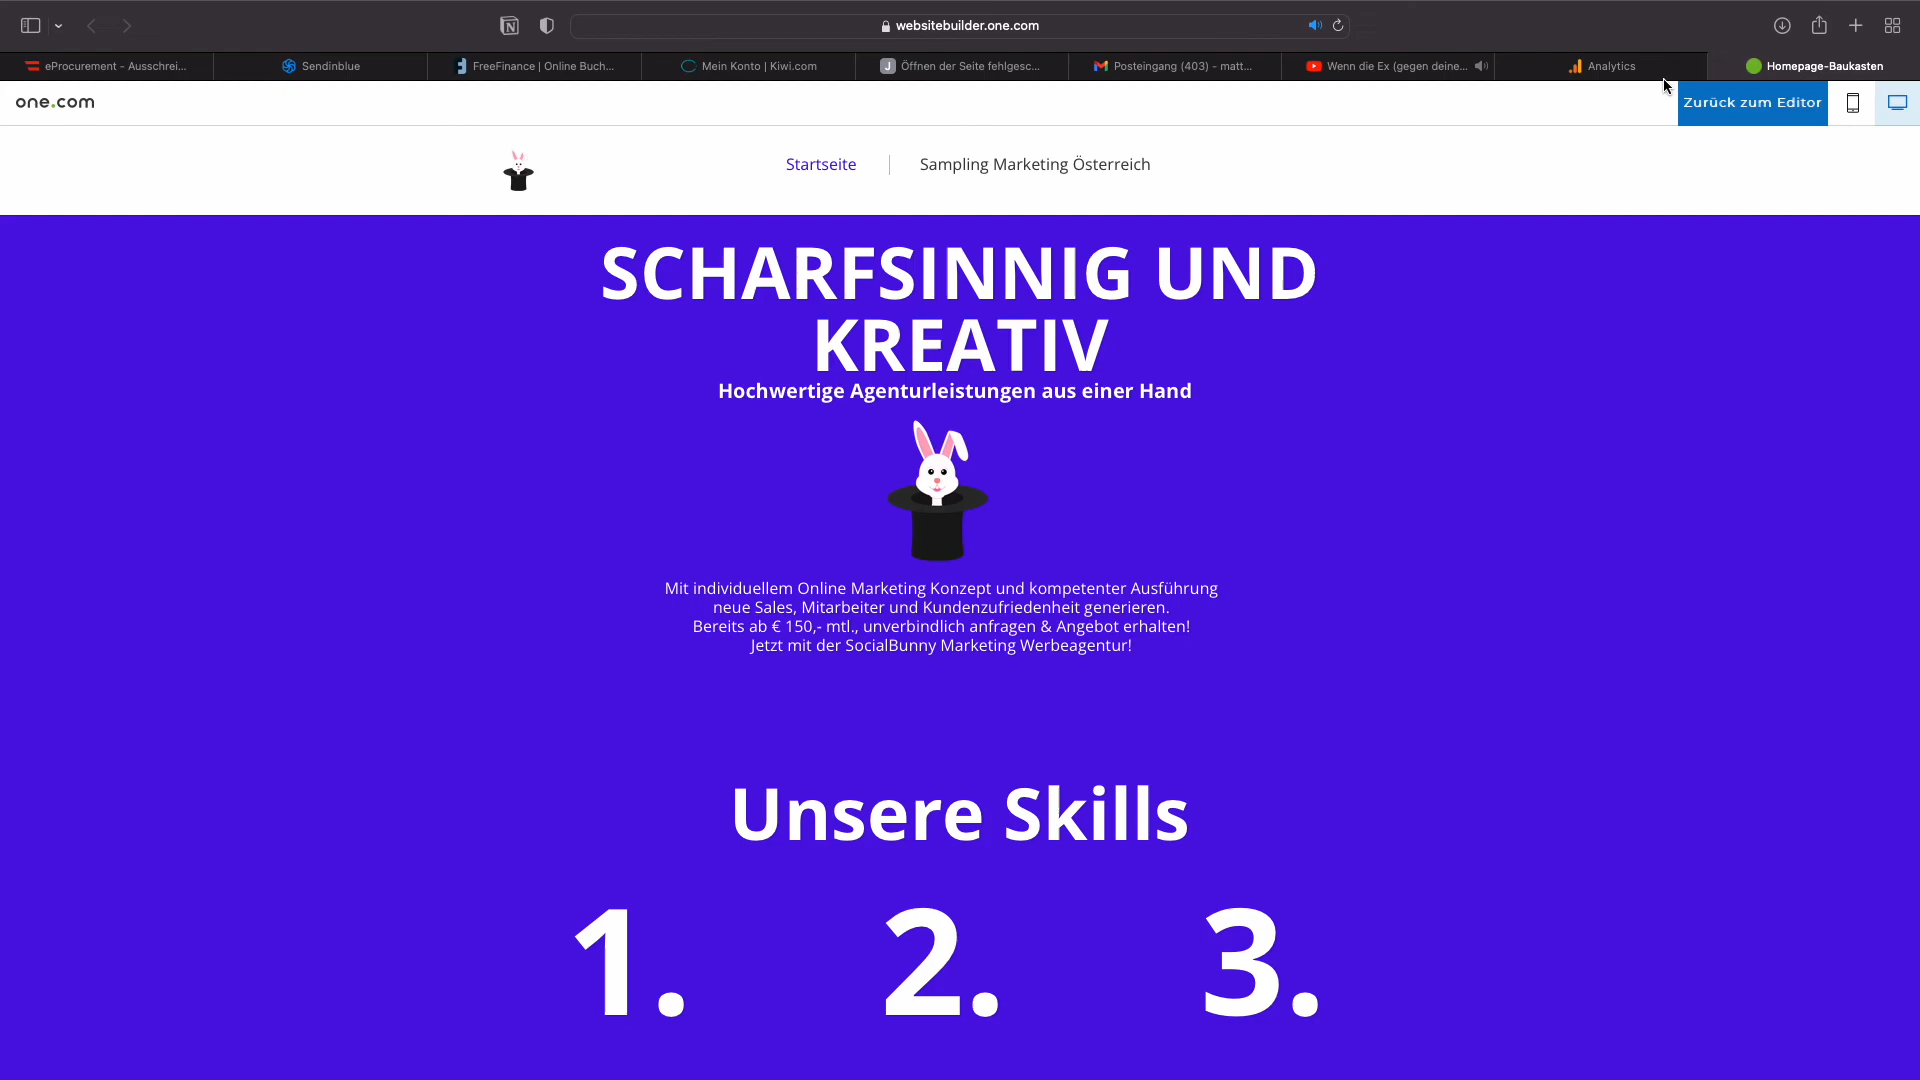 websitebuilder.one.com
eProcurement – Ausschrei...
Sendinblue
FreeFinance | Online Buch...
Mein Konto | Kiwi.com
J Öffnen der Seite fehlgesc...
Posteingang (403) – matt...
Wenn die Ex (gegen deine...
Analytics
Homepage-Baukasten
one.com
Zurück zum Editor
Startseite
Sampling Marketing Österreich
SCHARFSINNIG UND
KREATIV
Hochwertige Agenturleistungen aus einer Hand
Mit individuellem Online Marketing Konzept und kompetenter Ausführung
neue Sales, Mitarbeiter und Kundenzufriedenheit generieren.
Bereits ab € 150,- mtl., unverbindlich anfragen & Angebot erhalten!
Jetzt mit der SocialBunny Marketing Werbeagentur!
Unsere Skills
1. 2. 3.